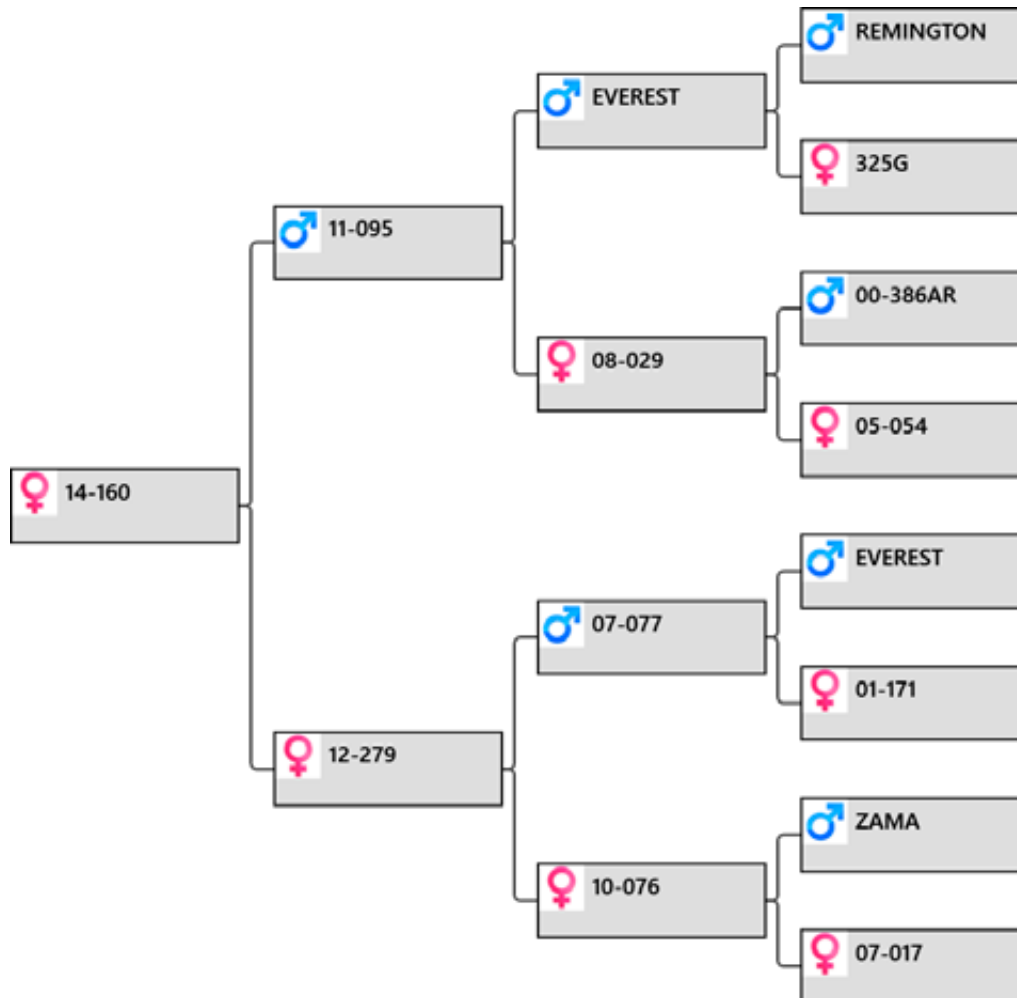 REMINGTON
EVEREST
325G
11-095
00-386AR
08-029
05-054
14-160
EVEREST
07-077
01-171
12-279
ZAMA
10-076
07-017